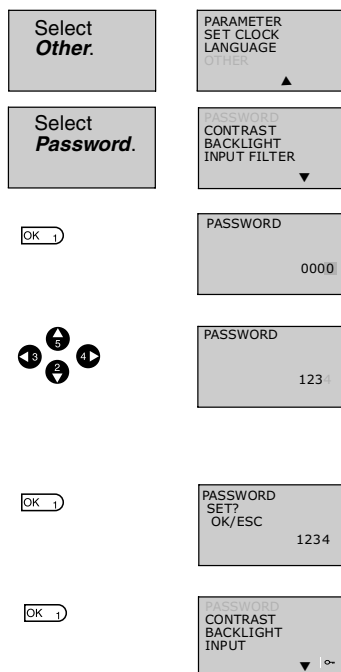 Select
Other.
PARAMETER
SET CLOCK
LANGUAGE
OTHER
Select
Password.
PASSWORD
CONTRAST
BACKLIGHT
INPUT FILTER
OK 1
PASSWORD
0000
5
3 4
2
PASSWORD
1234
OK 1
PASSWORD
SET?
OK/ESC
1234
OK 1
PASSWORD
CONTRAST
BACKLIGHT
INPUT